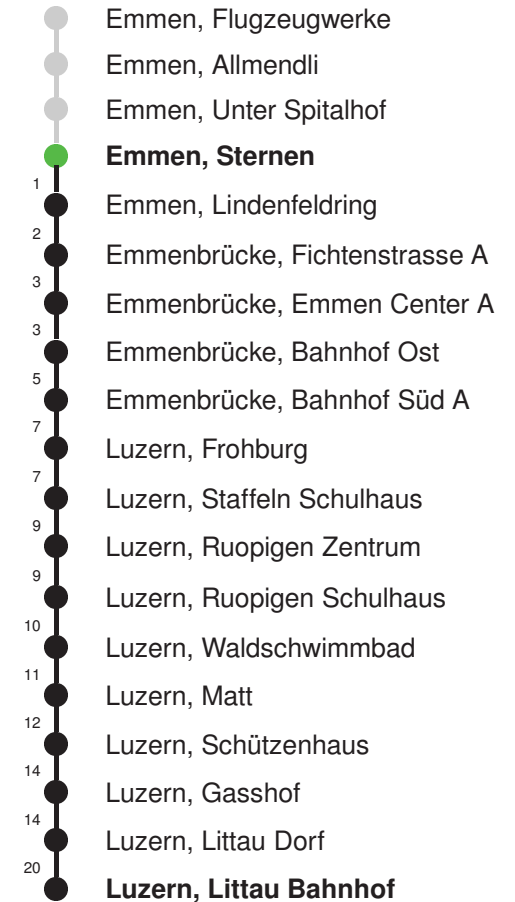 Emmen, Flugzeugwerke
Emmen, Allmendli
Emmen, Unter Spitalhof
Emmen, Sternen
1 Emmen, Lindenfeldring
2 Emmenbrücke, Fichtenstrasse A
3 Emmenbrücke, Emmen Center A
3 Emmenbrücke, Bahnhof Ost
5 Emmenbrücke, Bahnhof Süd A
7 Luzern, Frohburg
7 Luzern, Staffeln Schulhaus
9 Luzern, Ruopigen Zentrum
9 Luzern, Ruopigen Schulhaus
10 Luzern, Waldschwimmbad
11 Luzern, Matt
12 Luzern, Schützenhaus
14 Luzern, Gasshof
14 Luzern, Littau Dorf
20 Luzern, Littau Bahnhof